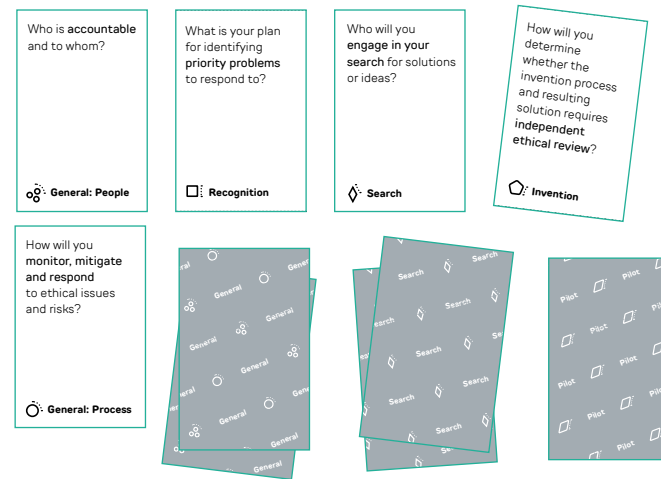 Who is accountable
and to whom?
General: People
What is your plan
for identifying
priority problems
to respond to?
Recognition
Who will you
engage in your
search for solutions
or ideas?
Search
How will you
determine
whether the
invention process
and resulting
solution requires
independent
ethical review?
Invention
How will you
monitor, mitigate
and respond
to ethical issues
and risks?
General: Process
General
General
General
General
General
General
General
Search
Search
Search
Search
Search
Search
Pilot
Pilot
Pilot
Pilot
Pilot
Pilot